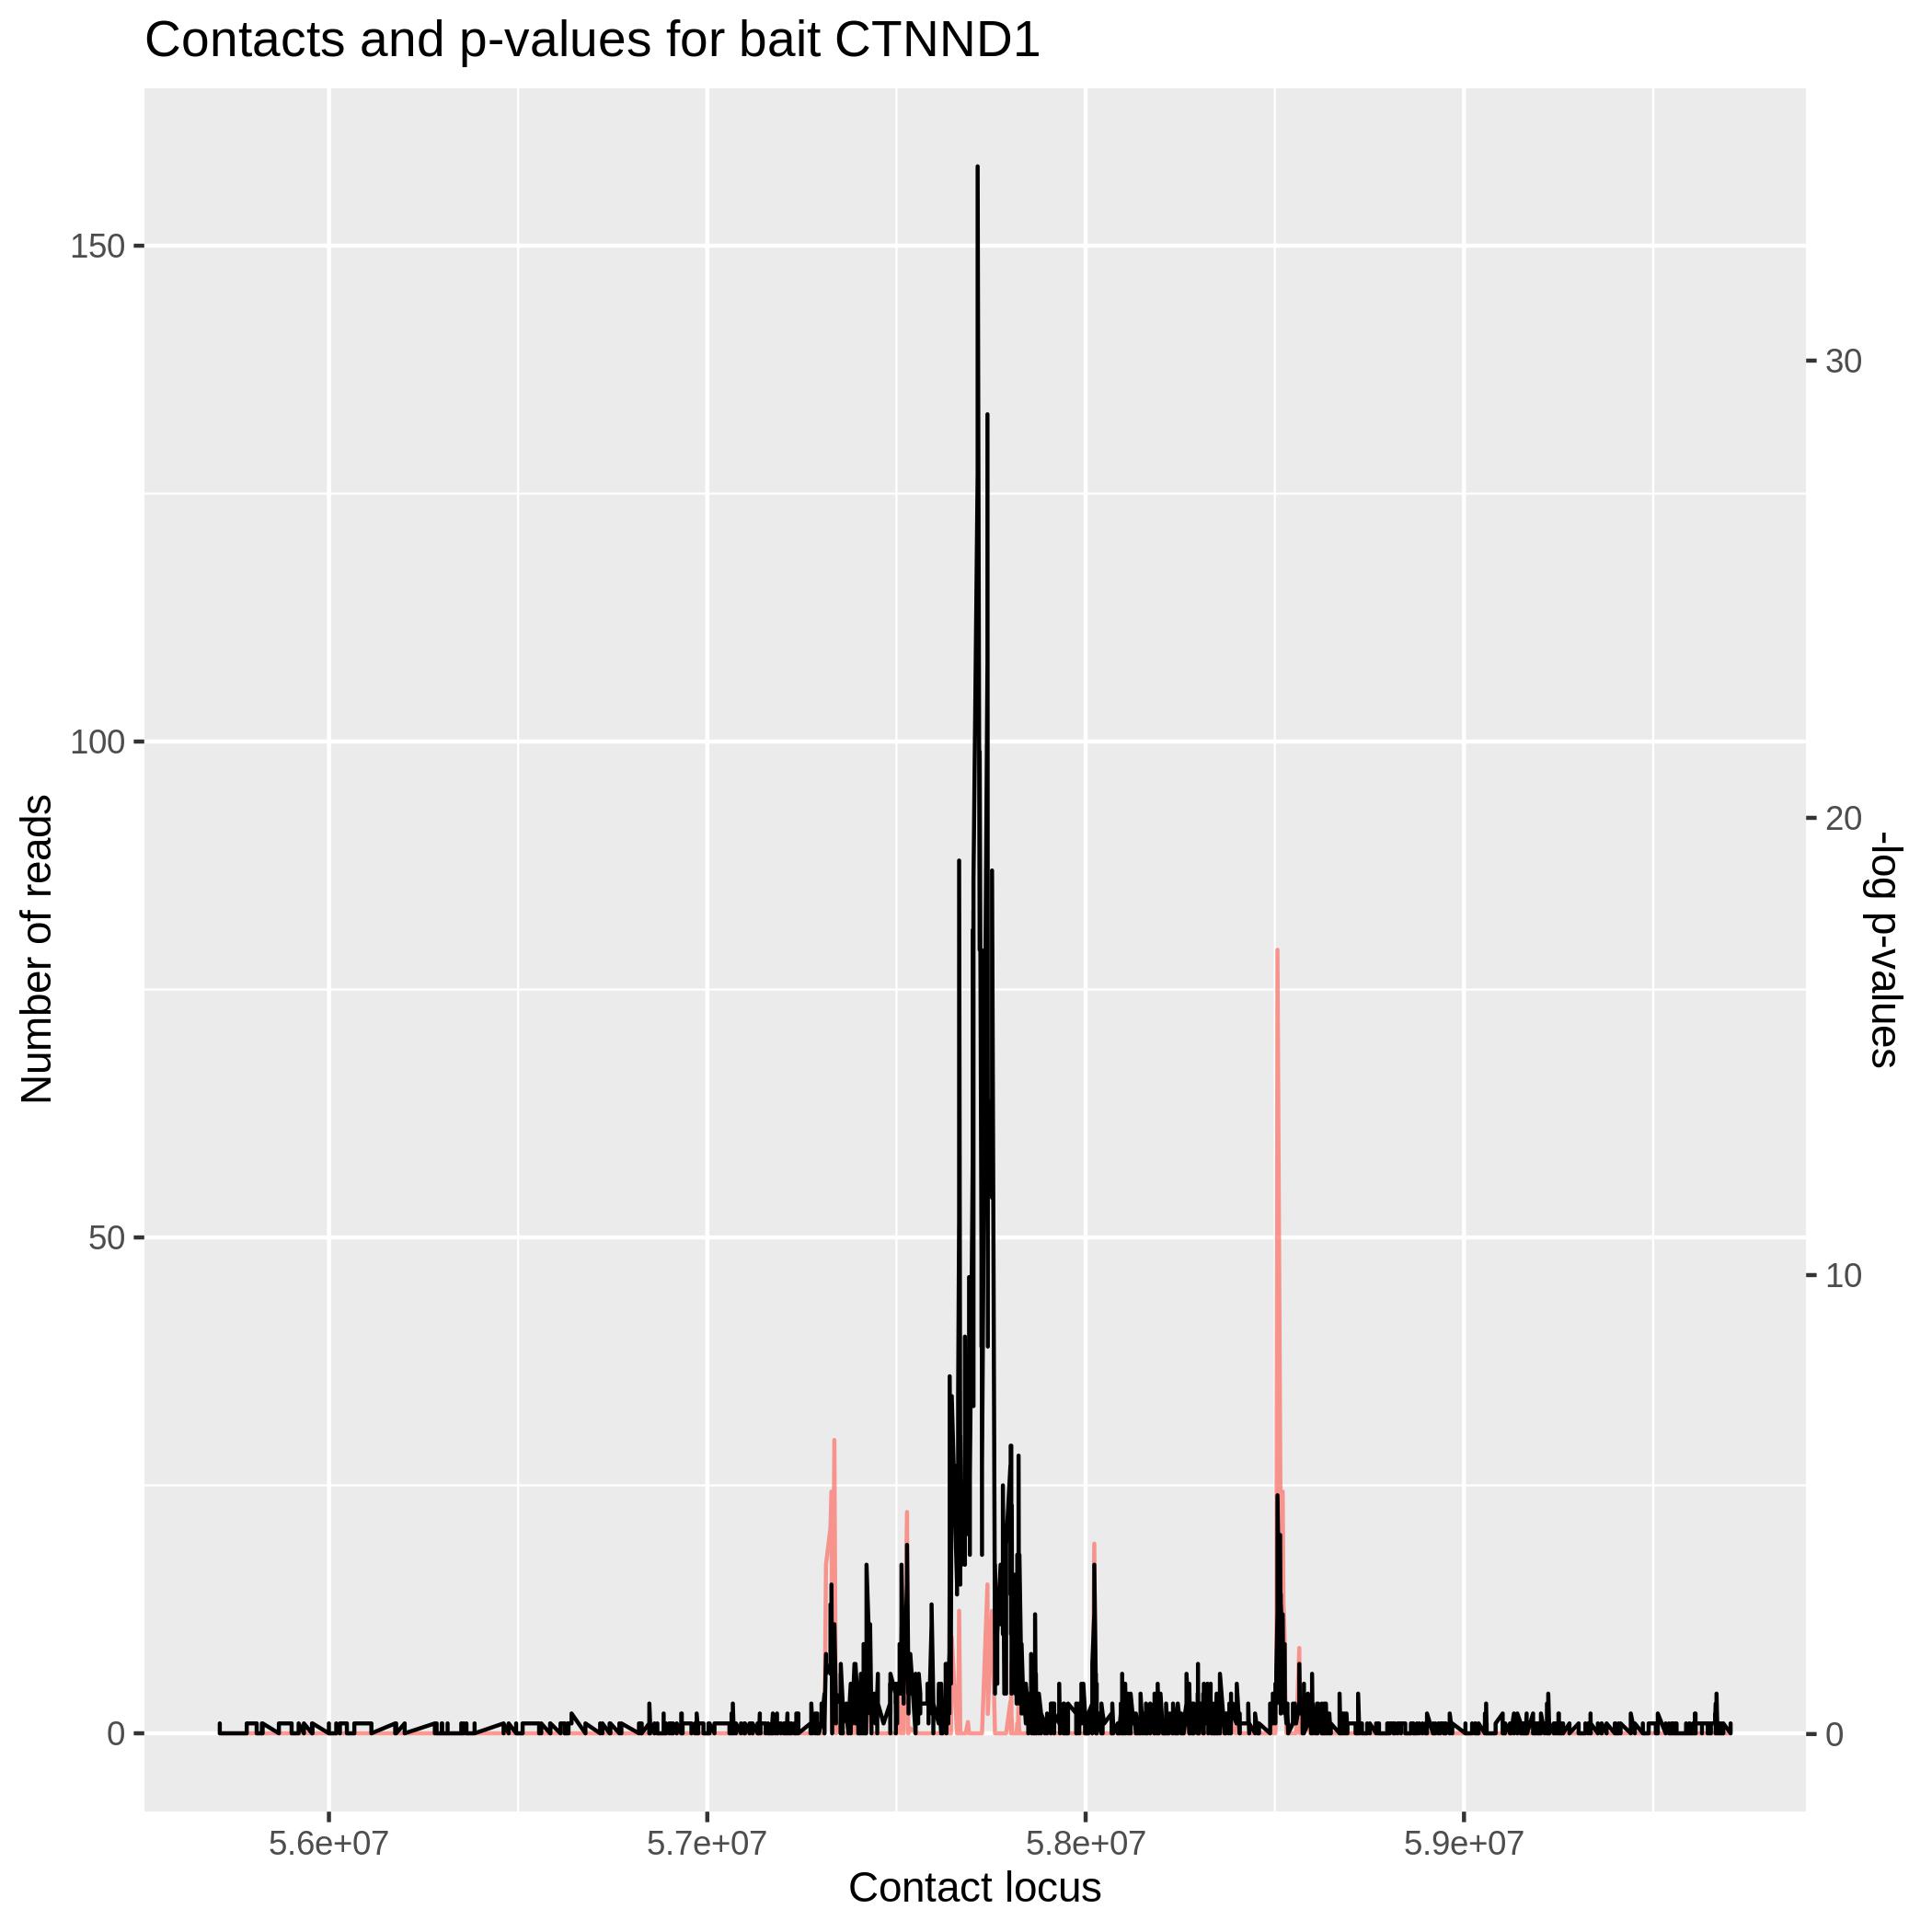 Contacts and p-values for bait CTNND1
150
100
50
0
Number of reads
30
20
10
0
-log p-values
5.6e+07 5.7e+07 5.8e+07 5.9e+07
Contact locus